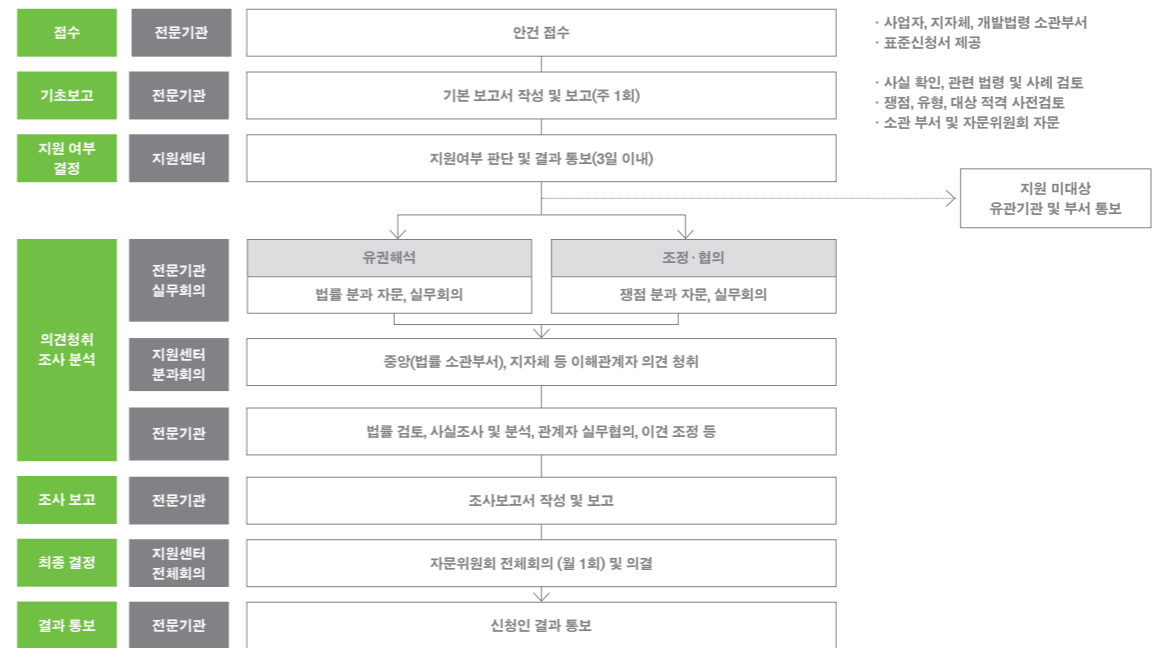 접수
전문기관
안건 접수
· 사업자, 지자체, 개발법령 소관부서
· 표준신청서 제공
기초보고
전문기관
기본 보고서 작성 및 보고(주 1회)
· 사실 확인, 관련 법령 및 사례 검토
· 쟁점, 유형, 대상 적격 사전검토
· 소관 부서 및 자문위원회 자문
지원 여부
결정
지원센터
지원여부 판단 및 결과 통보(3일 이내)
지원 미대상
유관기관 및 부서 통보
의견청취
조사 분석
전문기관
실무회의
유권해석
법률 분과 자문, 실무회의
조정·협의
쟁점 분과 자문, 실무회의
지원센터
분과회의
중앙(법률 소관부서), 지자체 등 이해관계자 의견 청취
전문기관
법률 검토, 사실조사 및 분석, 관계자 실무협의, 이견 조정 등
조사 보고
전문기관
조사보고서 작성 및 보고
최종 결정
지원센터
전체회의
자문위원회 전체회의 (월 1회) 및 의결
결과 통보
전문기관
신청인 결과 통보